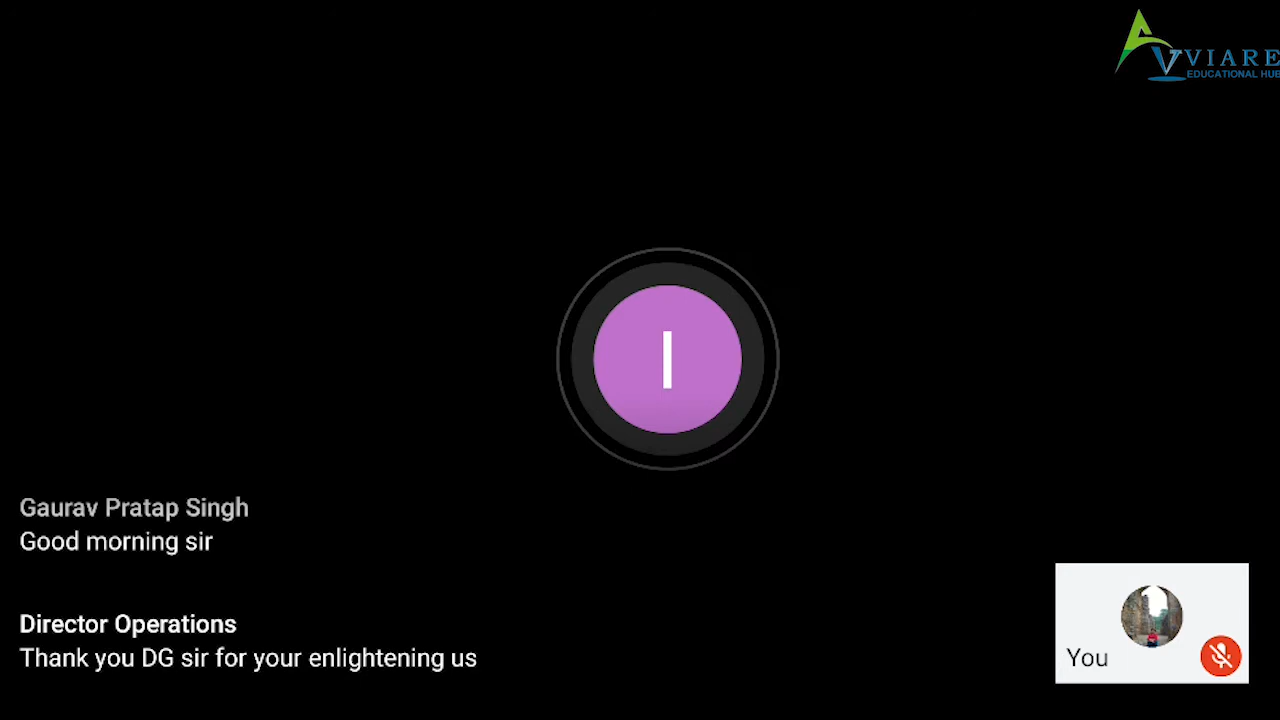 VVIARE
EDUCATIONAL HUB
I
Gaurav Pratap Singh
Good morning sir
Director Operations
Thank you DG sir for your enlightening us
You